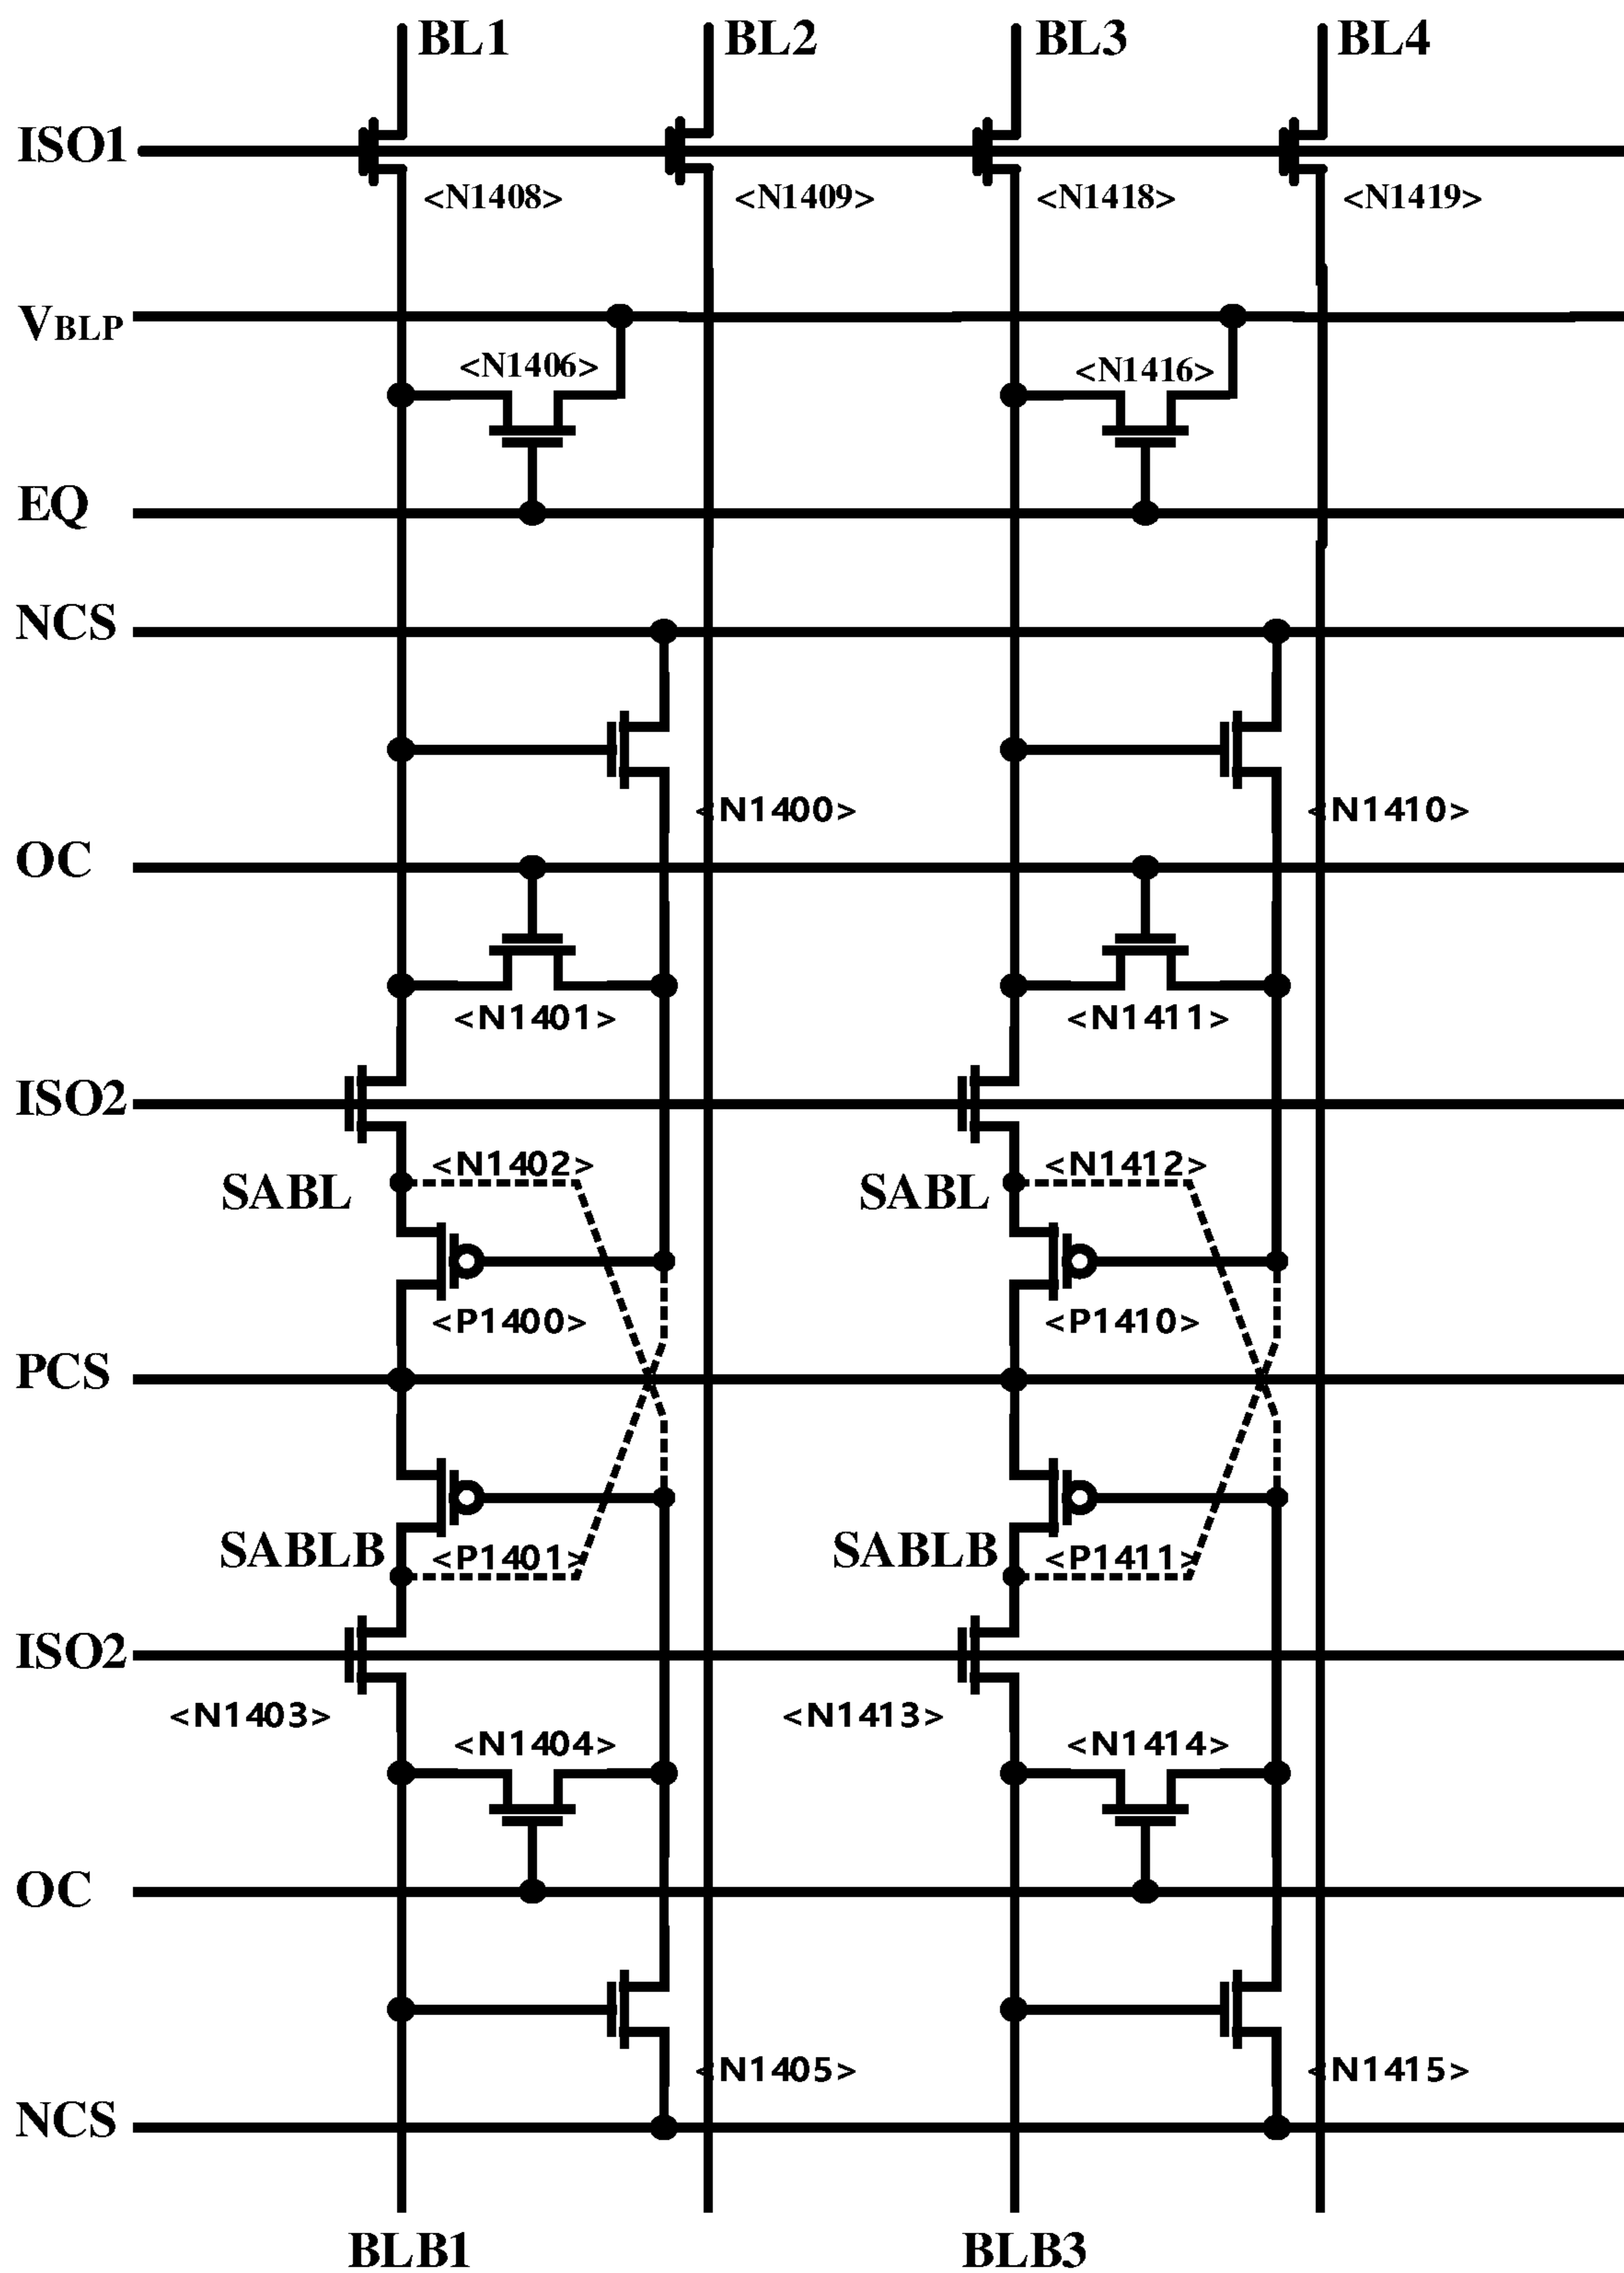 BL1 BL2 BL3 BL4
ISO1
<N1408> <N1409> <N1418> <N1419>
VBLP
<N1406> <N1416>
EQ
NCS
<N1400> <N1410>
OC
<N1401> <N1411>
ISO2
<N1402> <N1412>
SABL SABL
<P1400> <P1410>
PCS
SABLB <P1401> SABLB <P1411>
ISO2
<N1403> <N1413>
<N1404> <N1414>
OC
<N1405> <N1415>
NCS
BLB1 BLB3